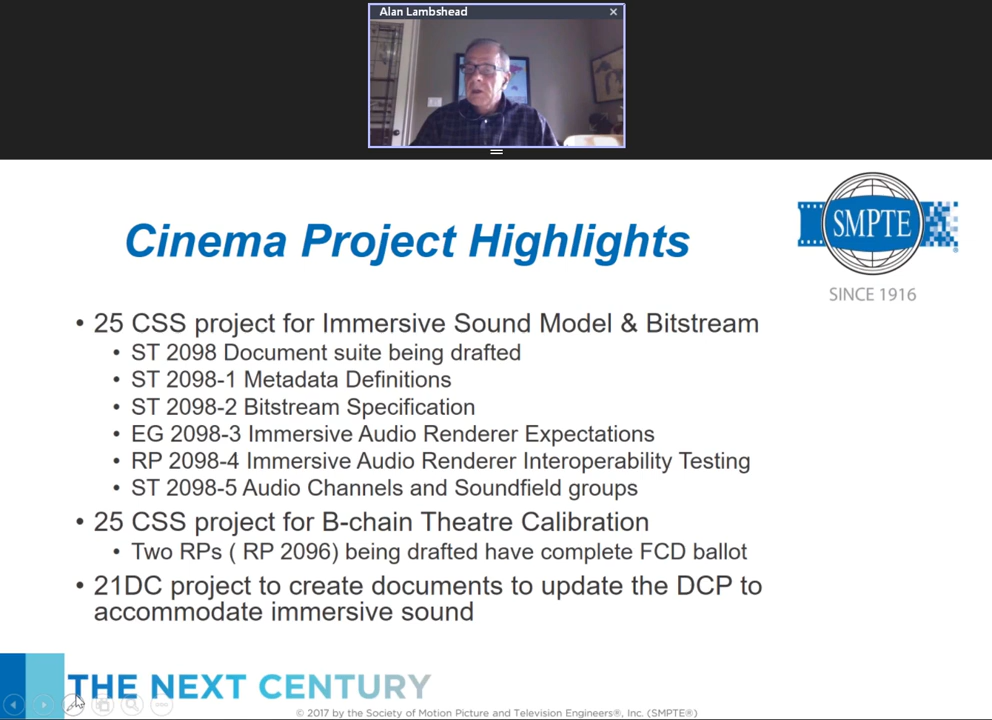 Alan Lambshead
Cinema Project Highlights
SMPTE
SINCE 1916
• 25 CSS project for Immersive Sound Model & Bitstream
• ST 2098 Document suite being drafted
• ST 2098-1 Metadata Definitions
• ST 2098-2 Bitstream Specification
• EG 2098-3 Immersive Audio Renderer Expectations
• RP 2098-4 Immersive Audio Renderer Interoperability Testing
• ST 2098-5 Audio Channels and Soundfield groups
• 25 CSS project for B-chain Theatre Calibration
• Two RPs ( RP 2096) being drafted have complete FCD ballot
• 21DC project to create documents to update the DCP to
accommodate immersive sound
THE NEXT CENTURY
© 2017 by the Society of Motion Picture and Television Engineers®, Inc. (SMPTE®)